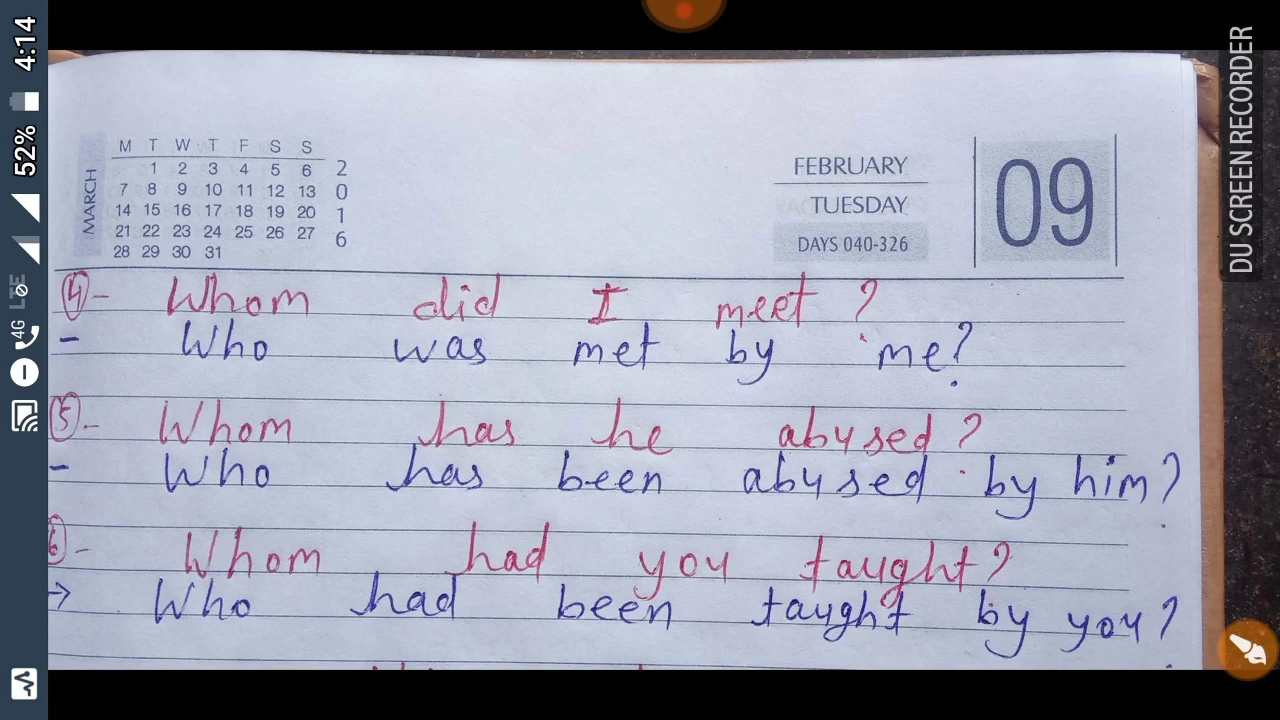 4:14
52%
4G
LTE
DU SCREEN RECORDER
MARCH
M T W T F S S
1 2 3 4 5 6
7 8 9 10 11 12 13
14 15 16 17 18 19 20
21 22 23 24 25 26 27
28 29 30 31
2016
FEBRUARY
TUESDAY
DAYS 040-326
09
④- Whom did I meet ?
- Who was met by me?
⑤- Whom has he abused ?
- Who has been abused by him?
⑥- Whom had you taught?
→ Who had been taught by you?